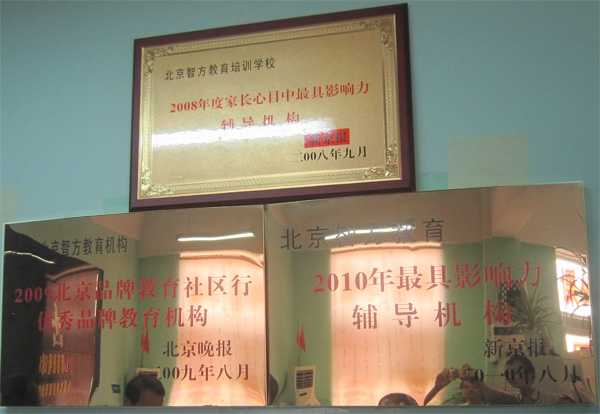 北京智方教育培训学校
2008年度家长心目中最具影响力
辅导机构
新京报
二00八年九月
北京智方教育机构
2009北京品牌教育社区行
优秀品牌教育机构
北京晚报
二00九年八月
北京智方教育
2010年最具影响力
辅导机构
新京报
二0一0年八月